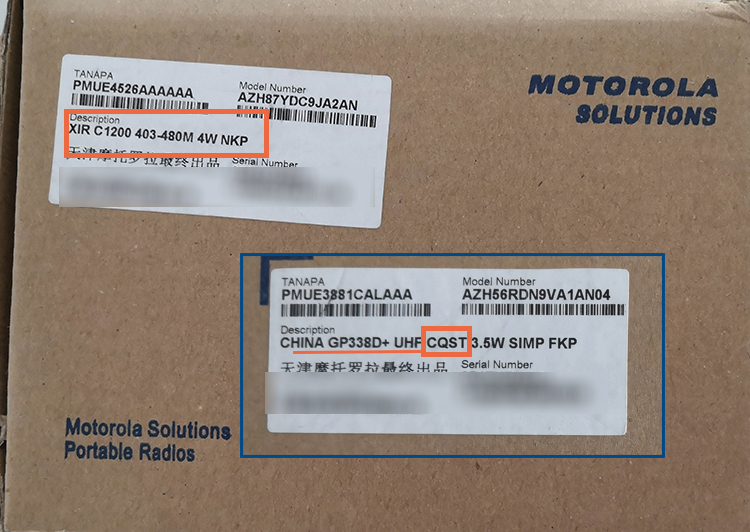 TANAPA
PMUE4526AAAAAA
Model Number
AZH87YDC9JA2AN
Description
XIR C1200 403-480M 4W NKP
天津摩托罗拉最终出品
Serial Number
MOTOROLA
SOLUTIONS
TANAPA
PMUE3881CALAAA
Model Number
AZH56RDN9VA1AN04
Description
CHINA GP338D+ UHF CQST 3.5W SIMP FKP
天津摩托罗拉最终出品
Serial Number
Motorola Solutions
Portable Radios